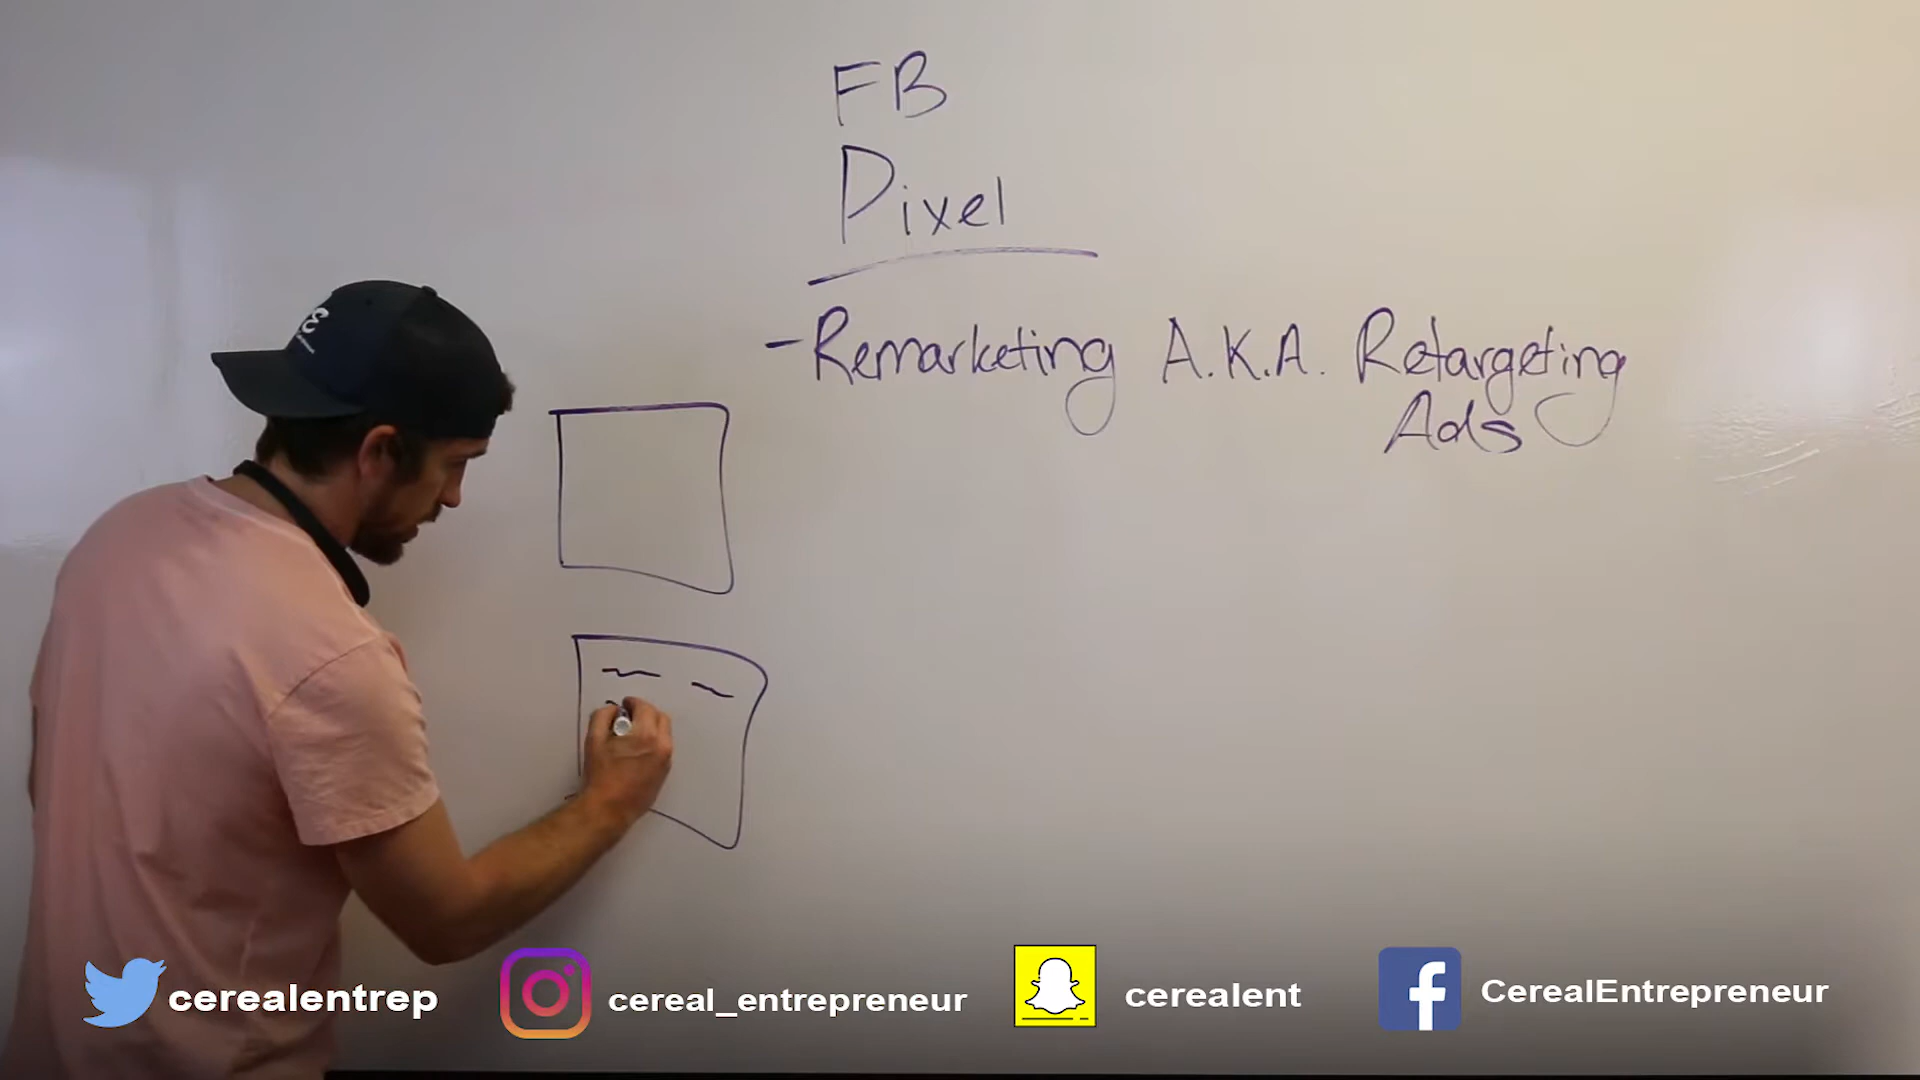 FB
Pixel
- Remarketing A.K.A. Retargeting
Ads
cerealentrep
cereal_entrepreneur
cerealent
CerealEntrepreneur